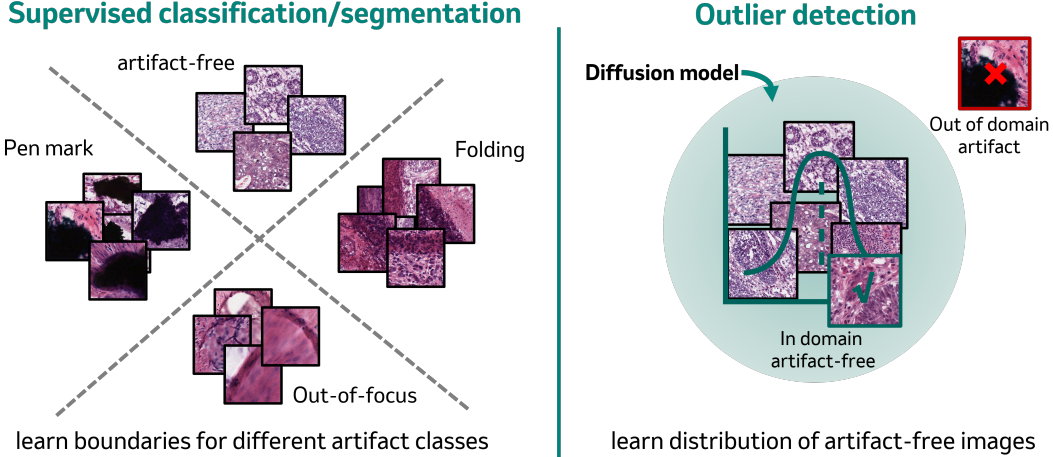 Supervised classification/segmentation
artifact-free
Pen mark
Folding
Out-of-focus
learn boundaries for different artifact classes
Outlier detection
Diffusion model
Out of domain
artifact
In domain
artifact-free
learn distribution of artifact-free images